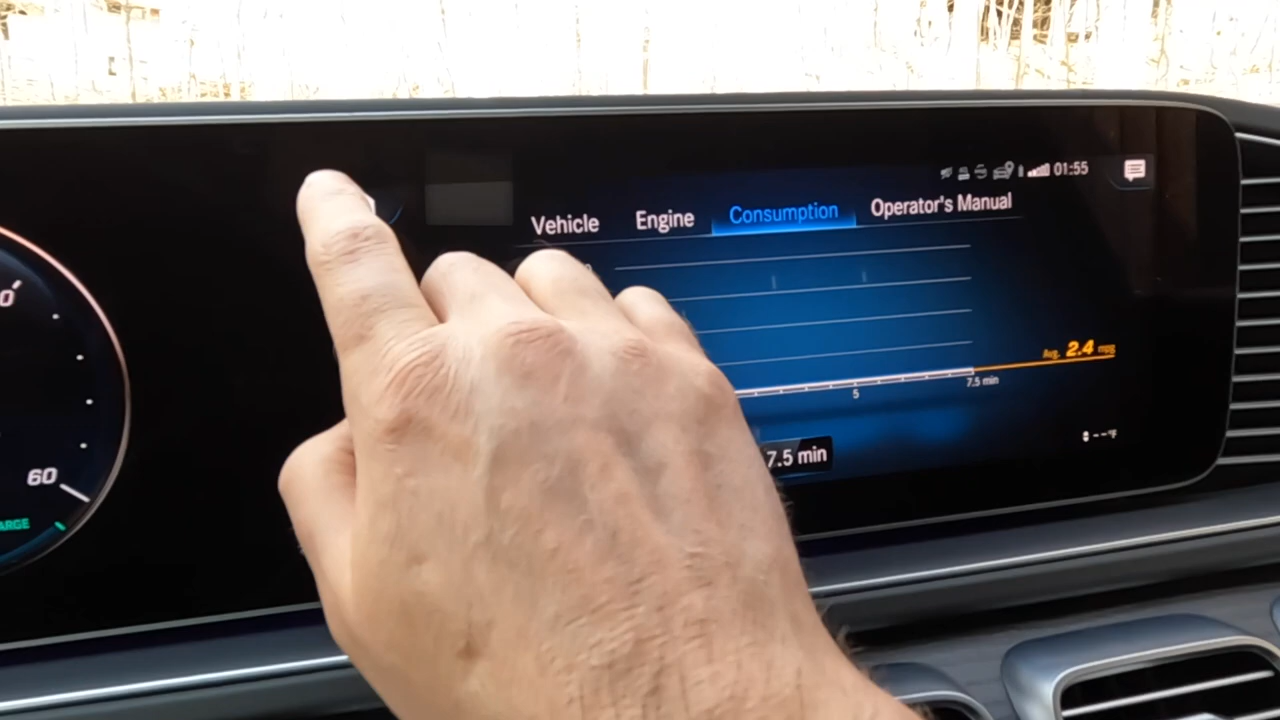 01:55
Vehicle Engine Consumption Operator's Manual
Avg. 2.4 mpg
5 7.5 min
7.5 min
--°F
60
ARGE